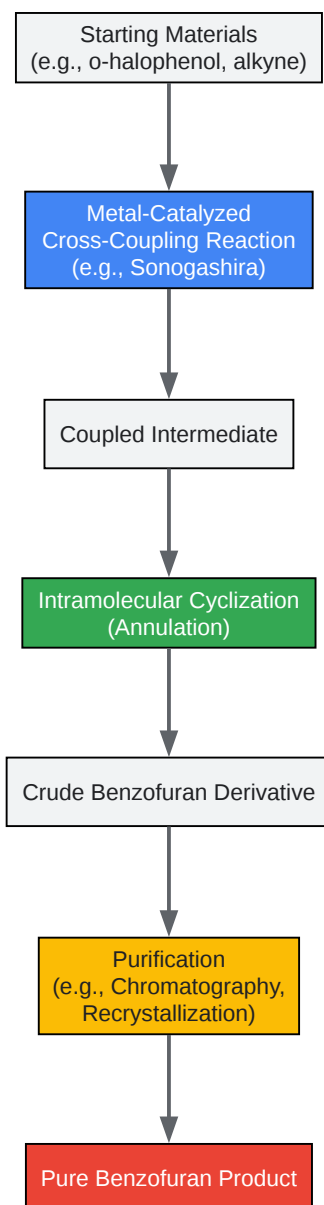 Starting Materials
(e.g., o-halophenol, alkyne)
Metal-Catalyzed
Cross-Coupling Reaction
(e.g., Sonogashira)
Coupled Intermediate
Intramolecular Cyclization
(Annulation)
Crude Benzofuran Derivative
Purification
(e.g., Chromatography,
Recrystallization)
Pure Benzofuran Product